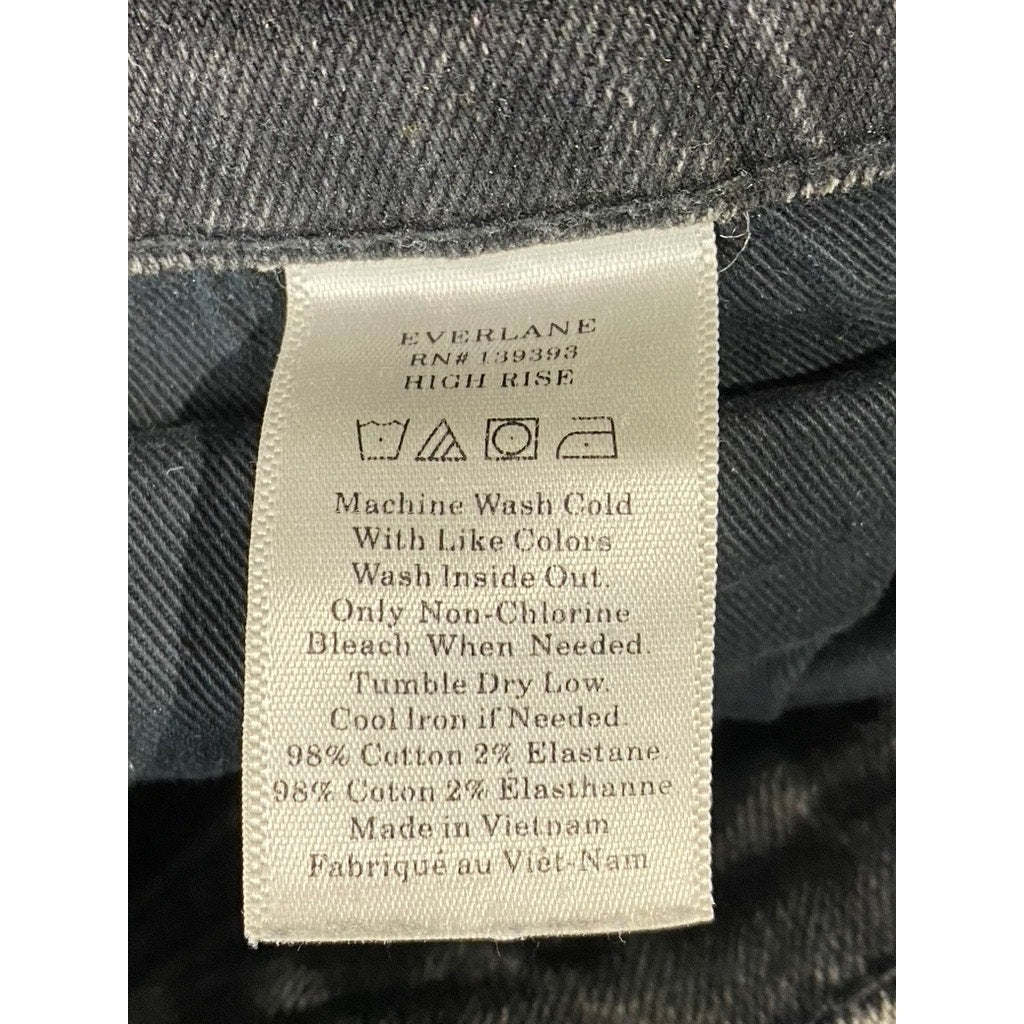 EVERLANE
RN# 139393
HIGH RISE
Machine Wash Cold
With Like Colors
Wash Inside Out.
Only Non-Chlorine
Bleach When Needed.
Tumble Dry Low.
Cool Iron if Needed
98% Cotton 2% Elastane.
98% Coton 2% Élasthanne
Made in Vietnam
Fabriqué au Viêt-Nam